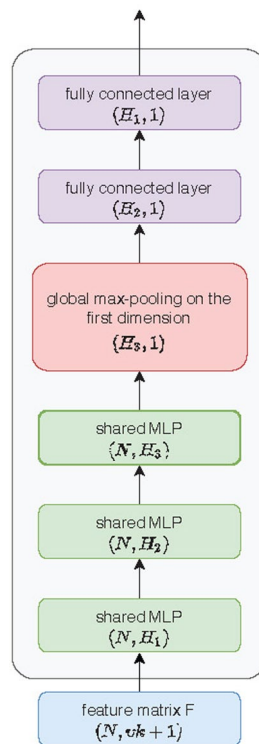 fully connected layer
(H₁, 1)
fully connected layer
(H₂, 1)
global max-pooling on the
first dimension
(H₃, 1)
shared MLP
(N, H₃)
shared MLP
(N, H₂)
shared MLP
(N, H₁)
feature matrix F
(N, vk + 1)